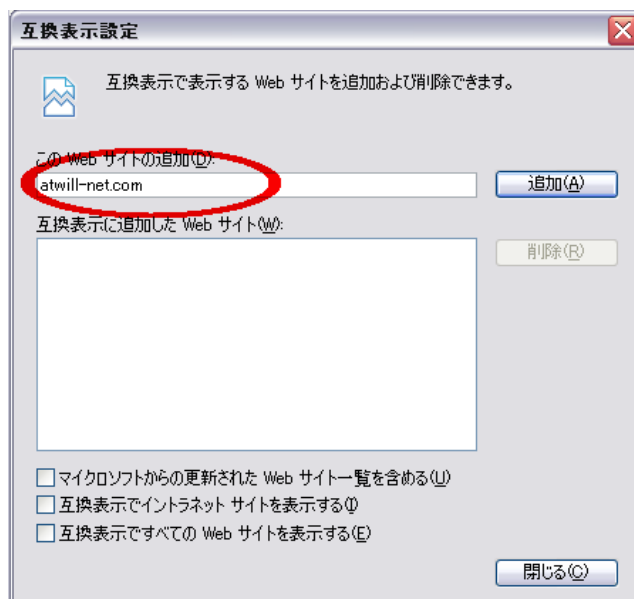 互換表示設定
互換表示で表示する Web サイトを追加および削除できます。
この Web サイトの追加(D):
atwill-net.com
追加(A)
互換表示に追加した Web サイト(W):
削除(R)
マイクロソフトからの更新された Web サイト一覧を含める(U)
互換表示でイントラネット サイトを表示する(I)
互換表示ですべての Web サイトを表示する(E)
閉じる(C)